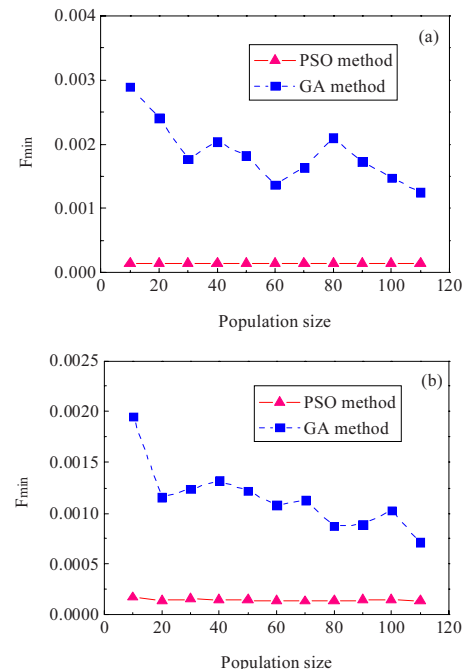 (a)
0.004
0.003
0.002
0.001
0.000
Fmin
PSO method
GA method
0 20 40 60 80 100 120
Population size
(b)
0.0025
0.0020
0.0015
0.0010
0.0005
0.0000
Fmin
PSO method
GA method
0 20 40 60 80 100 120
Population size